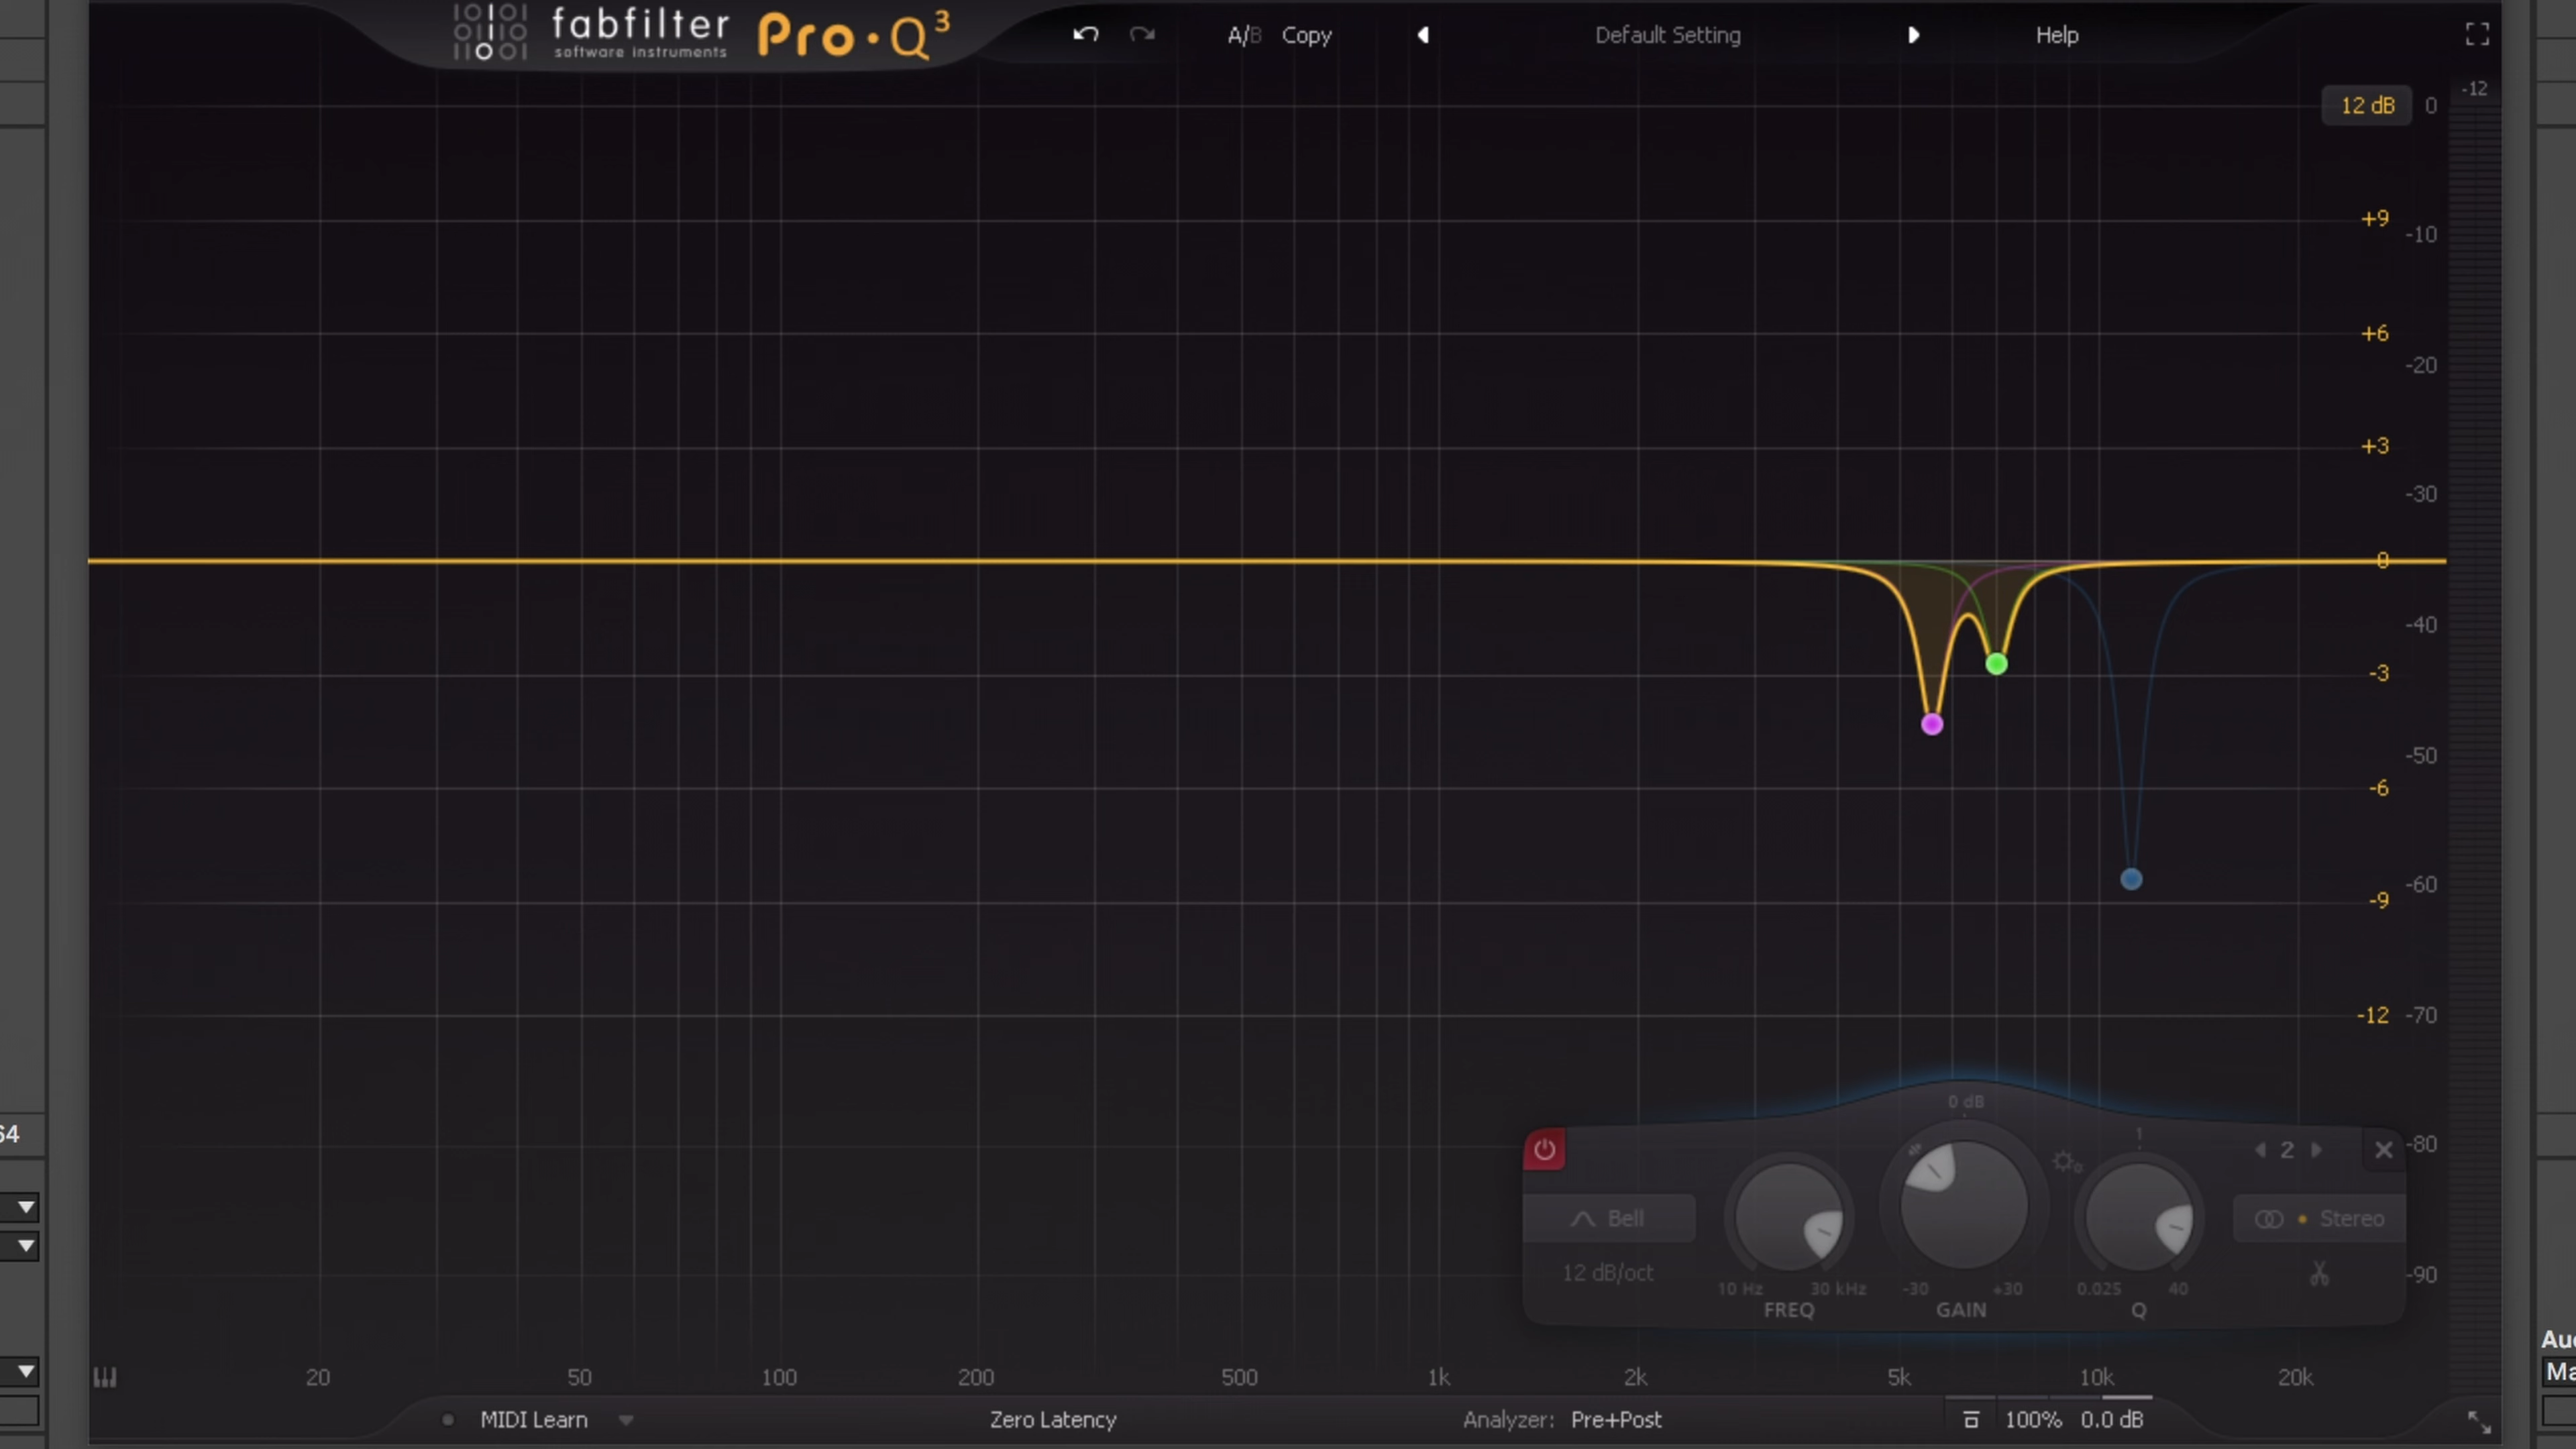 fabfilter
software instruments
Pro·Q 3
A/B Copy Default Setting Help
12 dB 0 -12
+9 -10
+6 -20
+3 -30
0 -40
-3 -50
-6 -60
-9
-12 -70
-80
-90
0 dB
1
2
Bell
12 dB/oct
10 Hz 30 kHz
FREQ
-30 +30
GAIN
0.025 40
Q
Stereo
20 50 100 200 500 1k 2k 5k 10k 20k
MIDI Learn Zero Latency Analyzer: Pre+Post 100% 0.0 dB